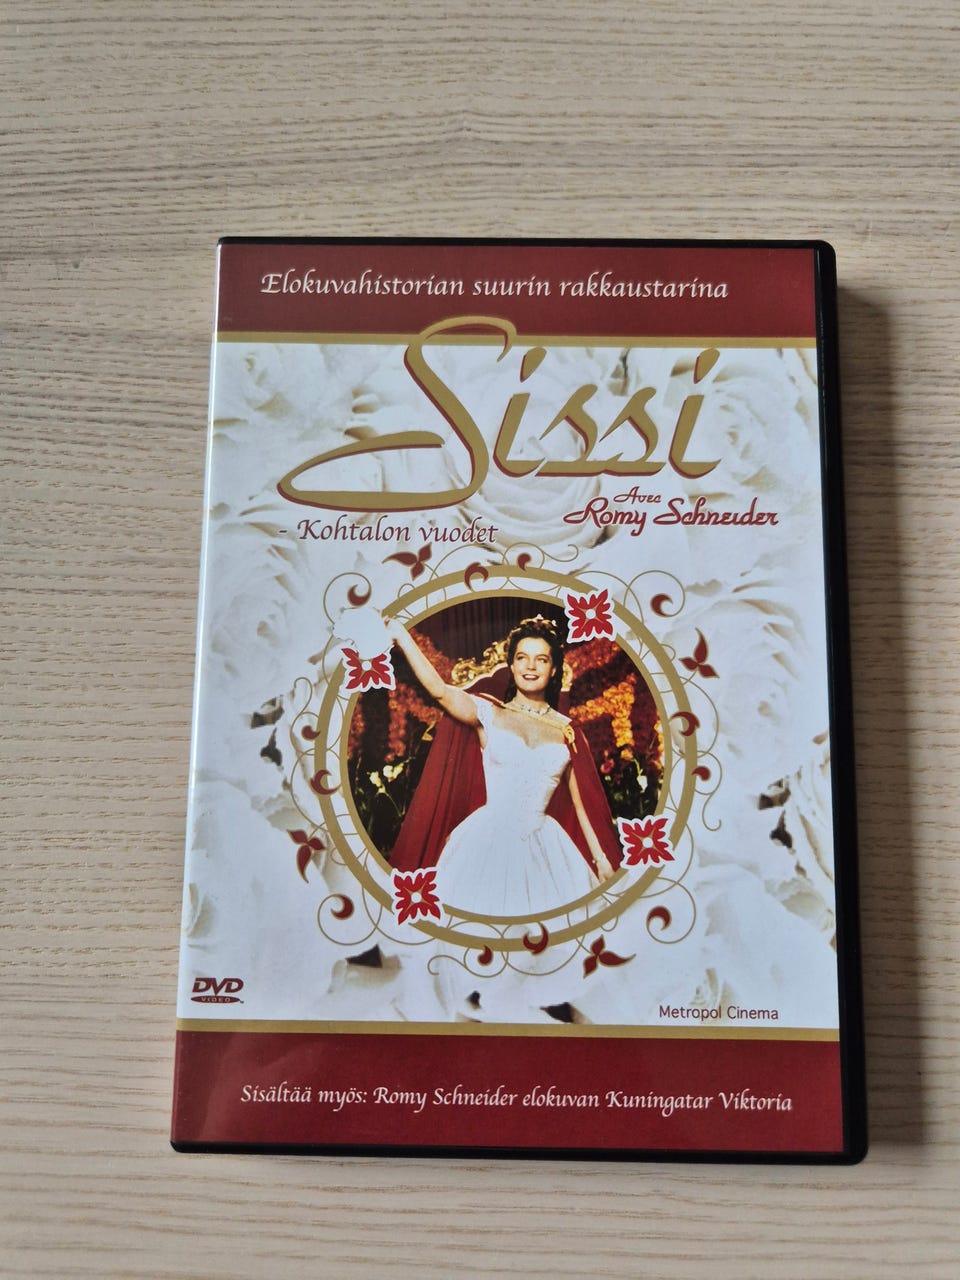 Elokuvahistorian suurin rakkaustarina
Sissi
Avec
Romy Schneider
- Kohtalon vuodet
DVD
VIDEO
Metropol Cinema
Sisältää myös: Romy Schneider elokuvan Kuningatar Viktoria